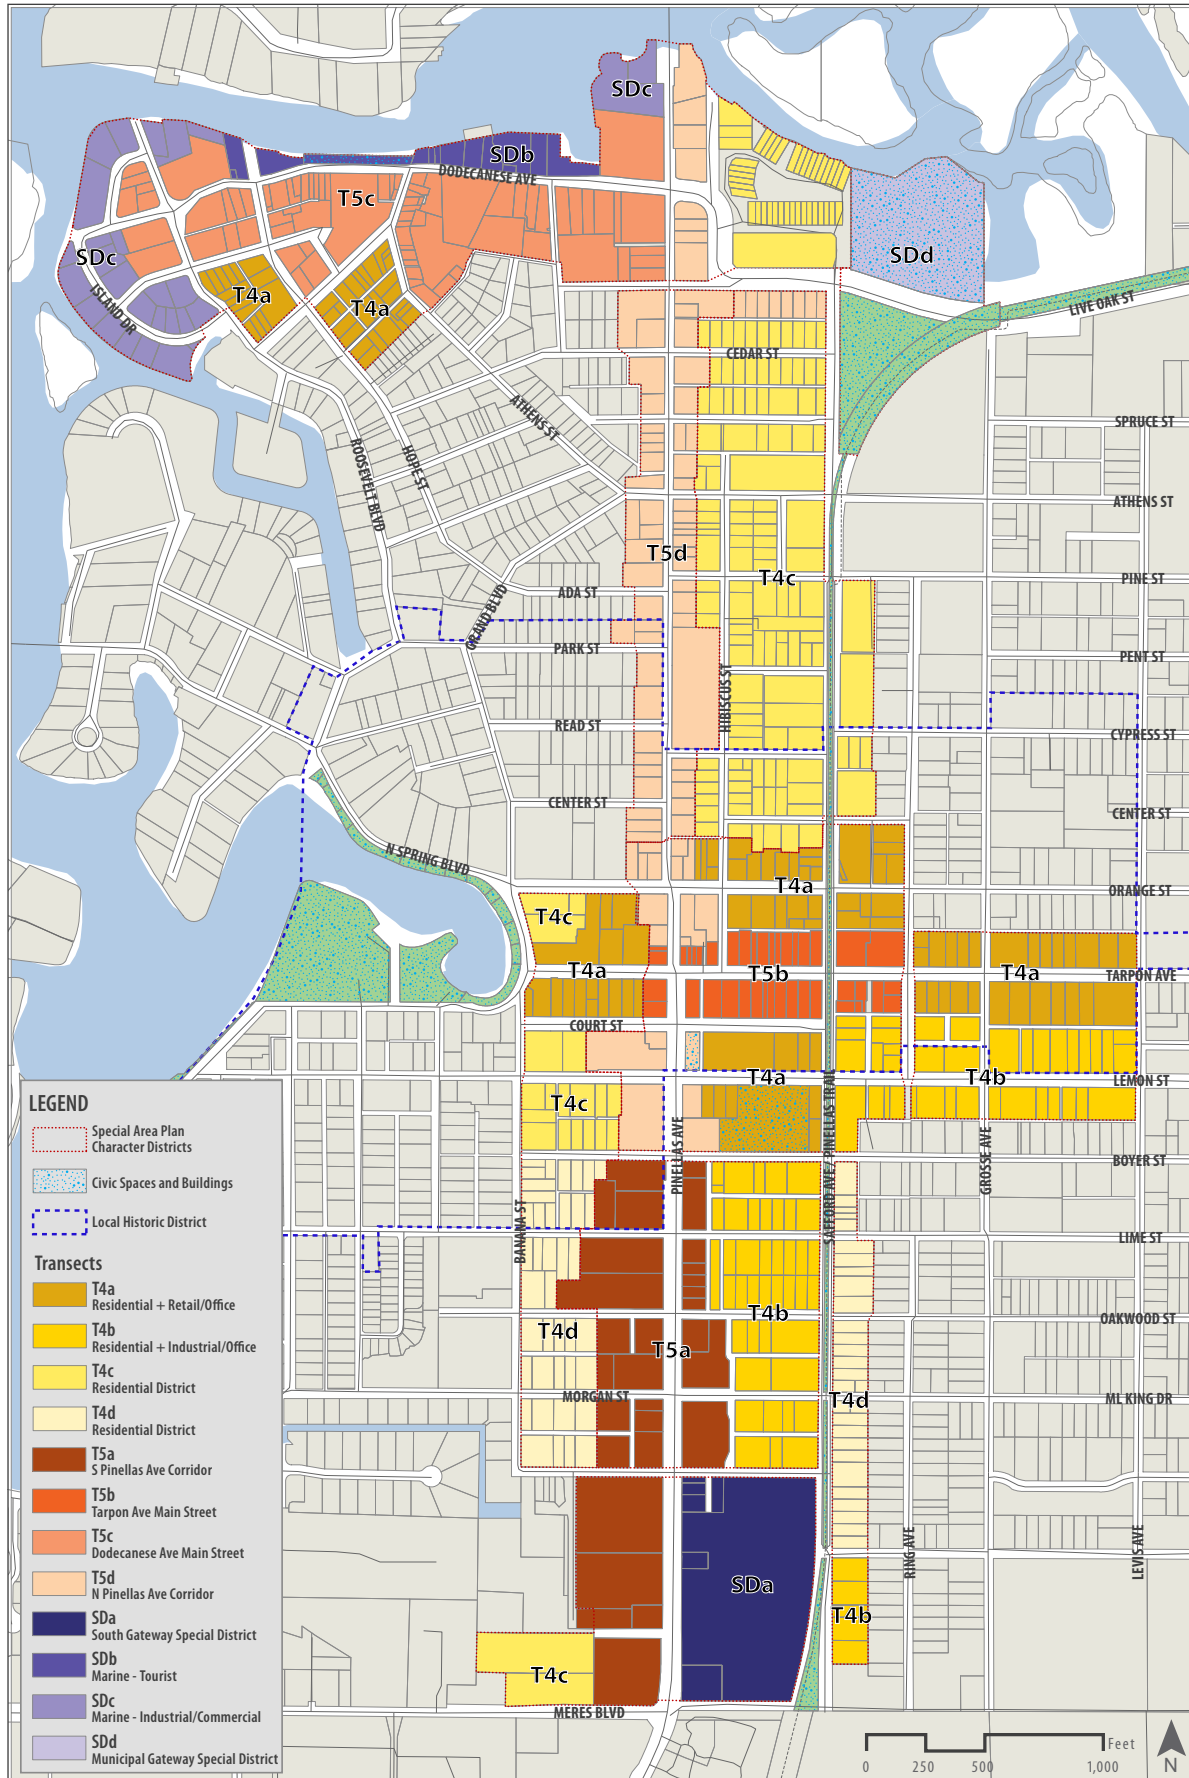 SDc
SDb
DODECANESE AVE
T5c
SDc
SDd
T4a
T4a
ISLAND DR
LIVE OAK ST
CEDAR ST
ATHENS ST
SPRUCE ST
ROOSEVELT BLVD
HOPE ST
ATHENS ST
T5d
T4c
PINE ST
ADA ST
GRAND BLVD
PARK ST
PENT ST
HIBISCUS ST
READ ST
CYPRESS ST
CENTER ST
CENTER ST
N SPRING BLVD
T4a
ORANGE ST
T4c
T4a
T5b
T4a
TARPON AVE
COURT ST
T4a
T4b
LEMON ST
T4c
PINELLAS AVE
SAFFORD AVE / PINELLAS TRAIL
GROSSE AVE
BOYER ST
BANANA ST
LIME ST
T4b
OAKWOOD ST
T4d
T5a
MORGAN ST
T4d
ML KING DR
RING AVE
LEVIS AVE
SDa
T4b
T4c
MERES BLVD
LEGEND
Special Area Plan
Character Districts
Civic Spaces and Buildings
Local Historic District
Transects
T4a
Residential + Retail/Office
T4b
Residential + Industrial/Office
T4c
Residential District
T4d
Residential District
T5a
S Pinellas Ave Corridor
T5b
Tarpon Ave Main Street
T5c
Dodecanese Ave Main Street
T5d
N Pinellas Ave Corridor
SDa
South Gateway Special District
SDb
Marine - Tourist
SDc
Marine - Industrial/Commercial
SDd
Municipal Gateway Special District
Feet
0 250 500 1,000
N